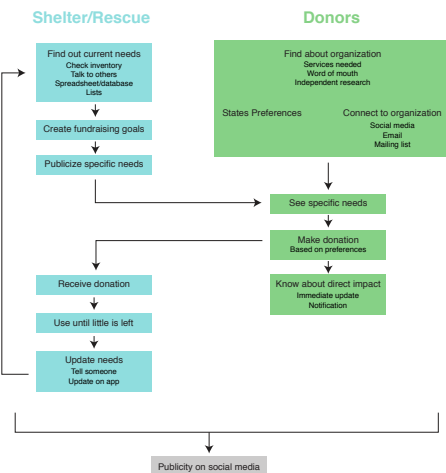 Shelter/Rescue
Find out current needs
Check inventory
Talk to others
Spreadsheet/database
Lists
Create fundraising goals
Publicize specific needs
Donors
Find about organization
Services needed
Word of mouth
Independent research
States Preferences
Connect to organization
Social media
Email
Mailing list
See specific needs
Make donation
Based on preferences
Know about direct impact
Immediate update
Notification
Receive donation
Use until little is left
Update needs
Tell someone
Update on app
Publicity on social media